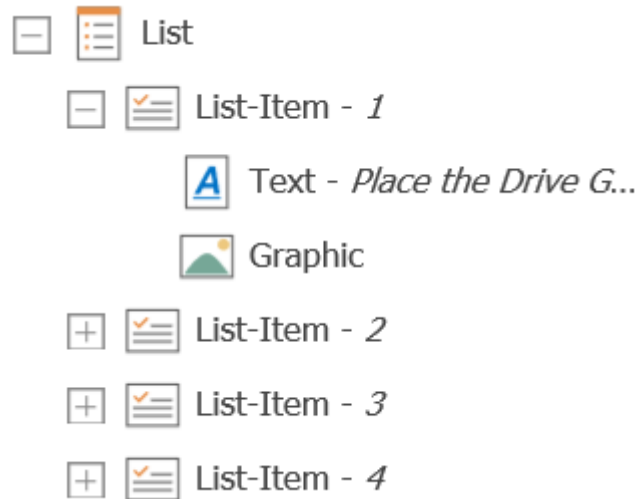 List
List-Item - 1
Text - Place the Drive G...
Graphic
List-Item - 2
List-Item - 3
List-Item - 4